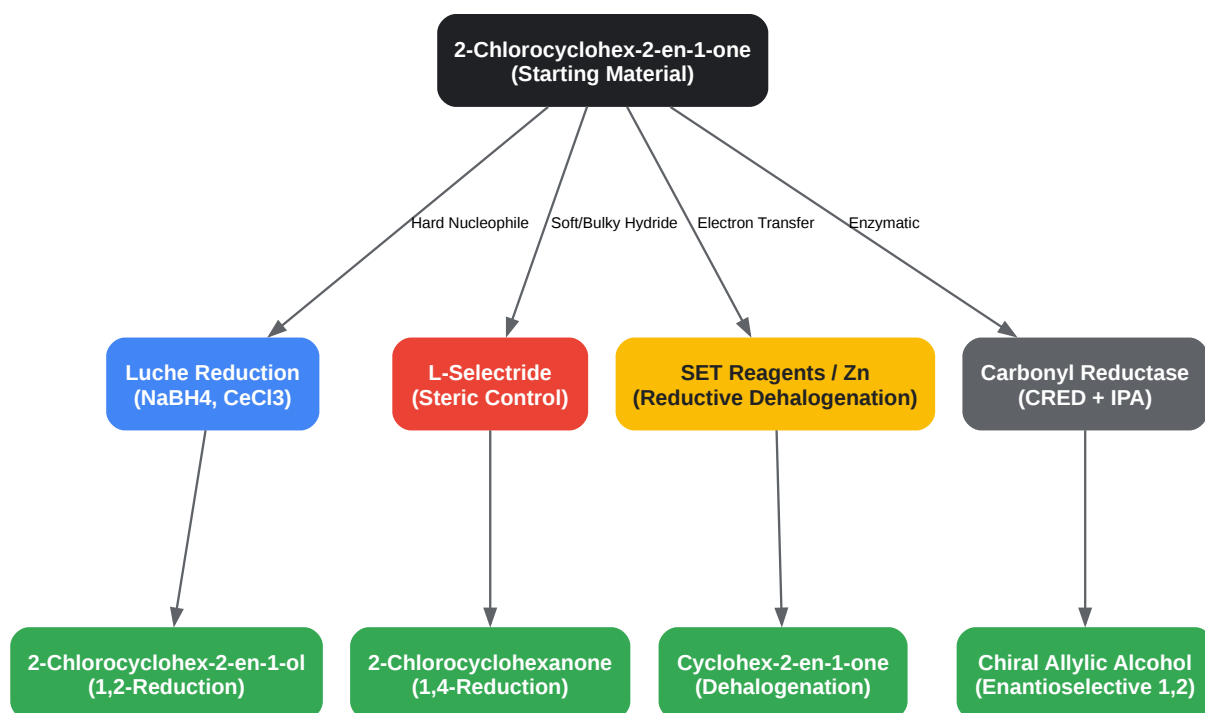 2-Chlorocyclohex-2-en-1-one
(Starting Material)
Hard Nucleophile
Soft/Bulky Hydride
Electron Transfer
Enzymatic
Luche Reduction
(NaBH4, CeCl3)
L-Selectride
(Steric Control)
SET Reagents / Zn
(Reductive Dehalogenation)
Carbonyl Reductase
(CRED + IPA)
2-Chlorocyclohex-2-en-1-ol
(1,2-Reduction)
2-Chlorocyclohexanone
(1,4-Reduction)
Cyclohex-2-en-1-one
(Dehalogenation)
Chiral Allylic Alcohol
(Enantioselective 1,2)